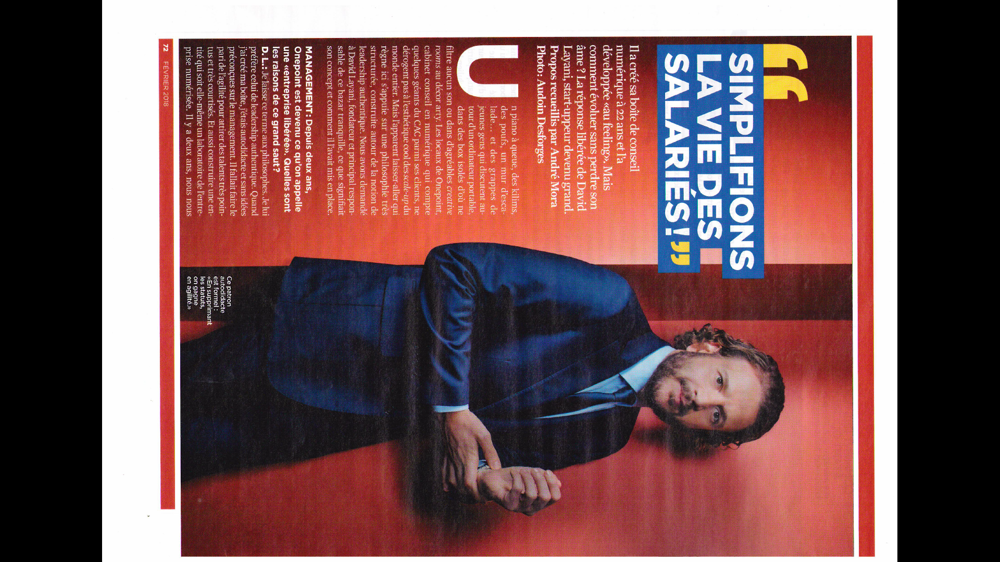 “
SIMPLIFIONS
LA VIE DES
SALARIÉS!”
Il a créé sa boîte de conseil
numérique à 22 ans et l'a
développée «au feeling». Mais
comment évoluer sans perdre son
âme ? La réponse libérée de David
Layani, start-uppeur devenu grand.
Propos recueillis par André Mora
Photo: Audoin Desforges
Un piano à queue, des kilims,
des poufs, un mur d'esca-
lade… et des grappes de
jeunes gens qui discutent au-
tour d'un ordinateur portable,
dans des box isolés d'où ne
filtre aucun son ou dans d'agréables creative
rooms au décor arty. Les locaux de Onepoint,
cabinet conseil en numérique qui compte
quelques géants du CAC parmi ses clients, ne
dérogent pas à l'esthétique cool des scale-up du
monde entier. Mais l'apparent laisser-aller qui
règne ici s'appuie sur une philosophie très
structurée, construite autour de la notion de
leadership authentique. Nous avons demandé
à David Layani, fondateur et principal respon-
sable de ce bazar tranquille, ce que signifiait
son concept et comment il l'avait mis en place.
MANAGEMENT: Depuis deux ans,
Onepoint est devenu ce qu'on appelle
une «entreprise libérée». Quelles sont
les raisons de ce grand saut?
D. L.: Je laisse ce terme aux philosophes. Je lui
préfère celui de leadership authentique. Quand
j'ai créé ma boîte, j'étais autodidacte et sans idées
préconçues sur le management. Il fallait faire le
pari de l'agilité pour attirer des talents très poin-
tus et très courtisés. Et aussi construire une en-
tité qui soit elle-même un laboratoire de l'entre-
prise numérisée. Il y a deux ans, nous nous
Ce patron
autodidacte
est formel :
«En supprimant
les statuts,
on gagne
en agilité.»
72 FÉVRIER 2018